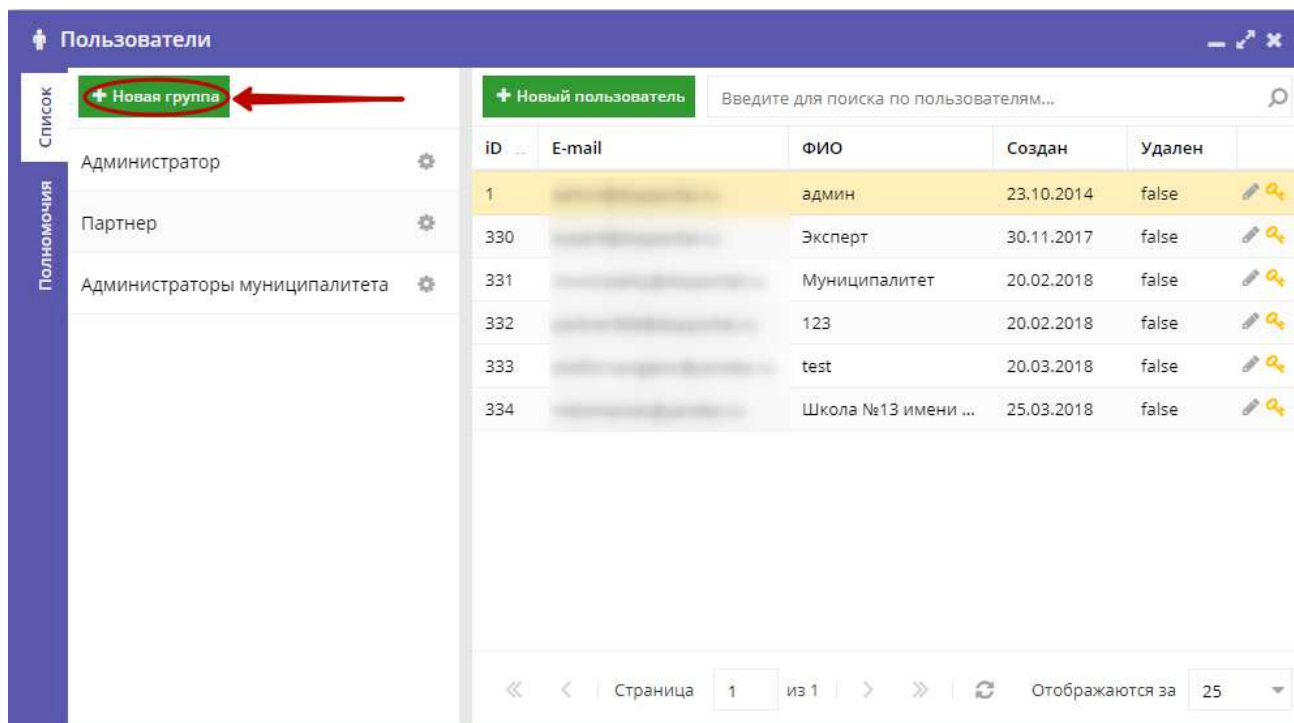 Пользователи
Список
Полномочия
Новая группа
Администратор
Партнер
Администраторы муниципалитета
Новый пользователь Введите для поиска по пользователям...
iD ... E-mail ФИО Создан Удален
1 админ 23.10.2014 false
330 Эксперт 30.11.2017 false
331 Муниципалитет 20.02.2018 false
332 123 20.02.2018 false
333 test 20.03.2018 false
334 Школа №13 имени ... 25.03.2018 false
Страница 1 из 1 Отображаются за 25